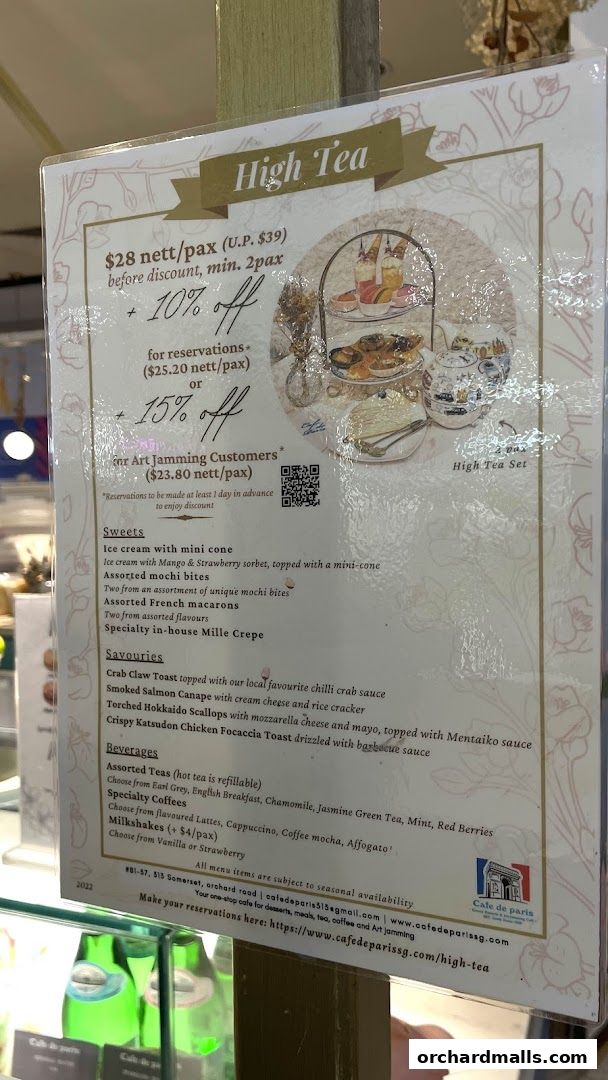 High Tea
$28 nett/pax (U.P. $39)
before discount, min. 2pax
+ 10% off
for reservations*
($25.20 nett/pax)
or
+ 15% off
for Art Jamming Customers*
($23.80 nett/pax)
*Reservations to be made at least 1 day in advance
to enjoy discount
2 pax
High Tea Set
Sweets
Ice cream with mini cone
Ice cream with Mango & Strawberry sorbet, topped with a mini-cone
Assorted mochi bites
Two from an assortment of unique mochi bites
Assorted French macarons
Two from assorted flavours
Specialty in-house Mille Crepe
Savouries
Crab Claw Toast topped with our local favourite chilli crab sauce
Smoked Salmon Canape with cream cheese and rice cracker
Torched Hokkaido Scallops with mozzarella cheese and mayo, topped with Mentaiko sauce
Crispy Katsudon Chicken Focaccia Toast drizzled with barbecue sauce
Beverages
Assorted Teas (hot tea is refillable)
Choose from Earl Grey, English Breakfast, Chamomile, Jasmine Green Tea, Mint, Red Berries
Specialty Coffees
Choose from flavoured Lattes, Cappuccino, Coffee mocha, Affogato
Milkshakes (+ $4/pax)
Choose from Vanilla or Strawberry
All menu items are subject to seasonal availability
Cafe de paris
2022
#B1-57, 313 Somerset, orchard road | cafedeparis313@gmail.com | www.cafedeparissg.com
Your one-stop cafe for desserts, meals, tea, coffee and Art jamming
Make your reservations here: https://www.cafedeparissg.com/high-tea
Cafe de paris
Cafe de paris
orchardmalls.com